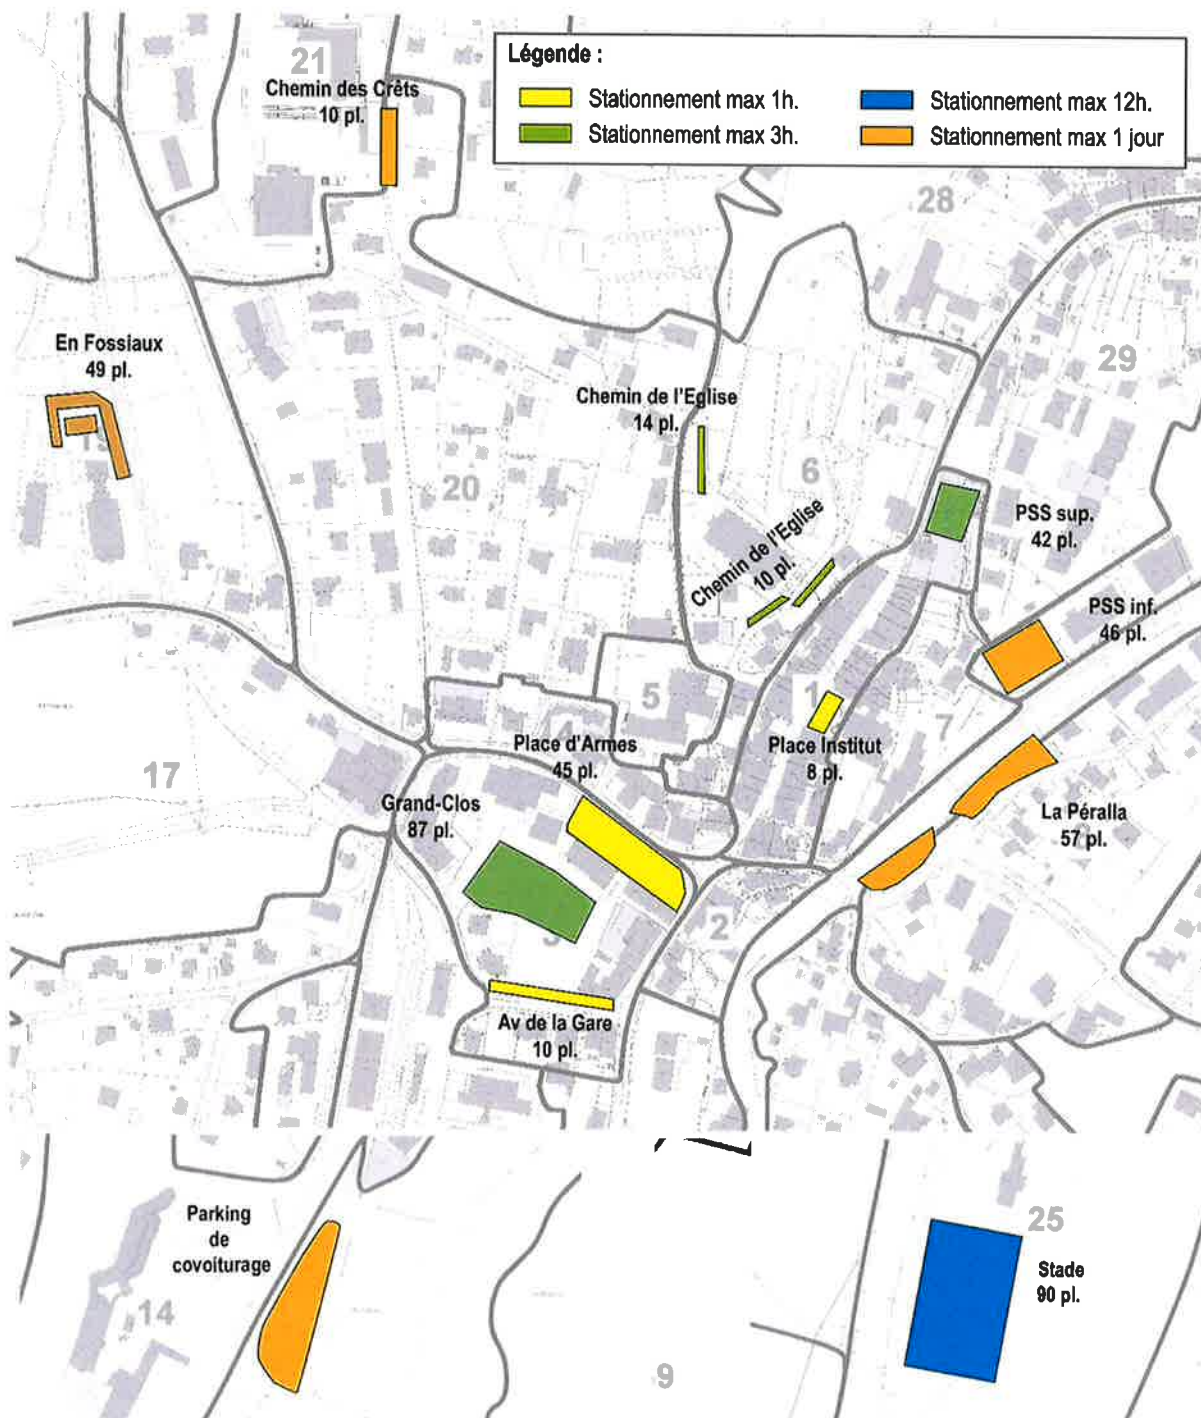 Légende :
Stationnement max 1h.
Stationnement max 12h.
Stationnement max 3h.
Stationnement max 1 jour
21
Chemin des Crêts
10 pl.
28
En Fossiaux
49 pl.
19
29
Chemin de l'Eglise
14 pl.
20
6
Chemin de l'Eglise
10 pl.
PSS sup.
42 pl.
PSS inf.
46 pl.
5
1
4
7
Place d'Armes
45 pl.
Place Institut
8 pl.
17
Grand-Clos
87 pl.
La Péralla
57 pl.
2
3
Av de la Gare
10 pl.
Parking
de
covoiturage
14
25
Stade
90 pl.
9